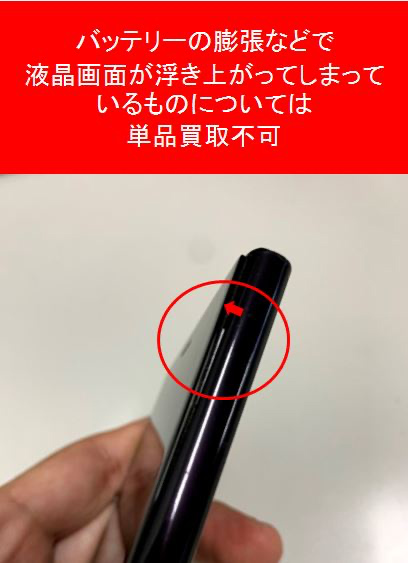 バッテリーの膨張などで
液晶画面が浮き上がってしまって
いるものについては
単品買取不可